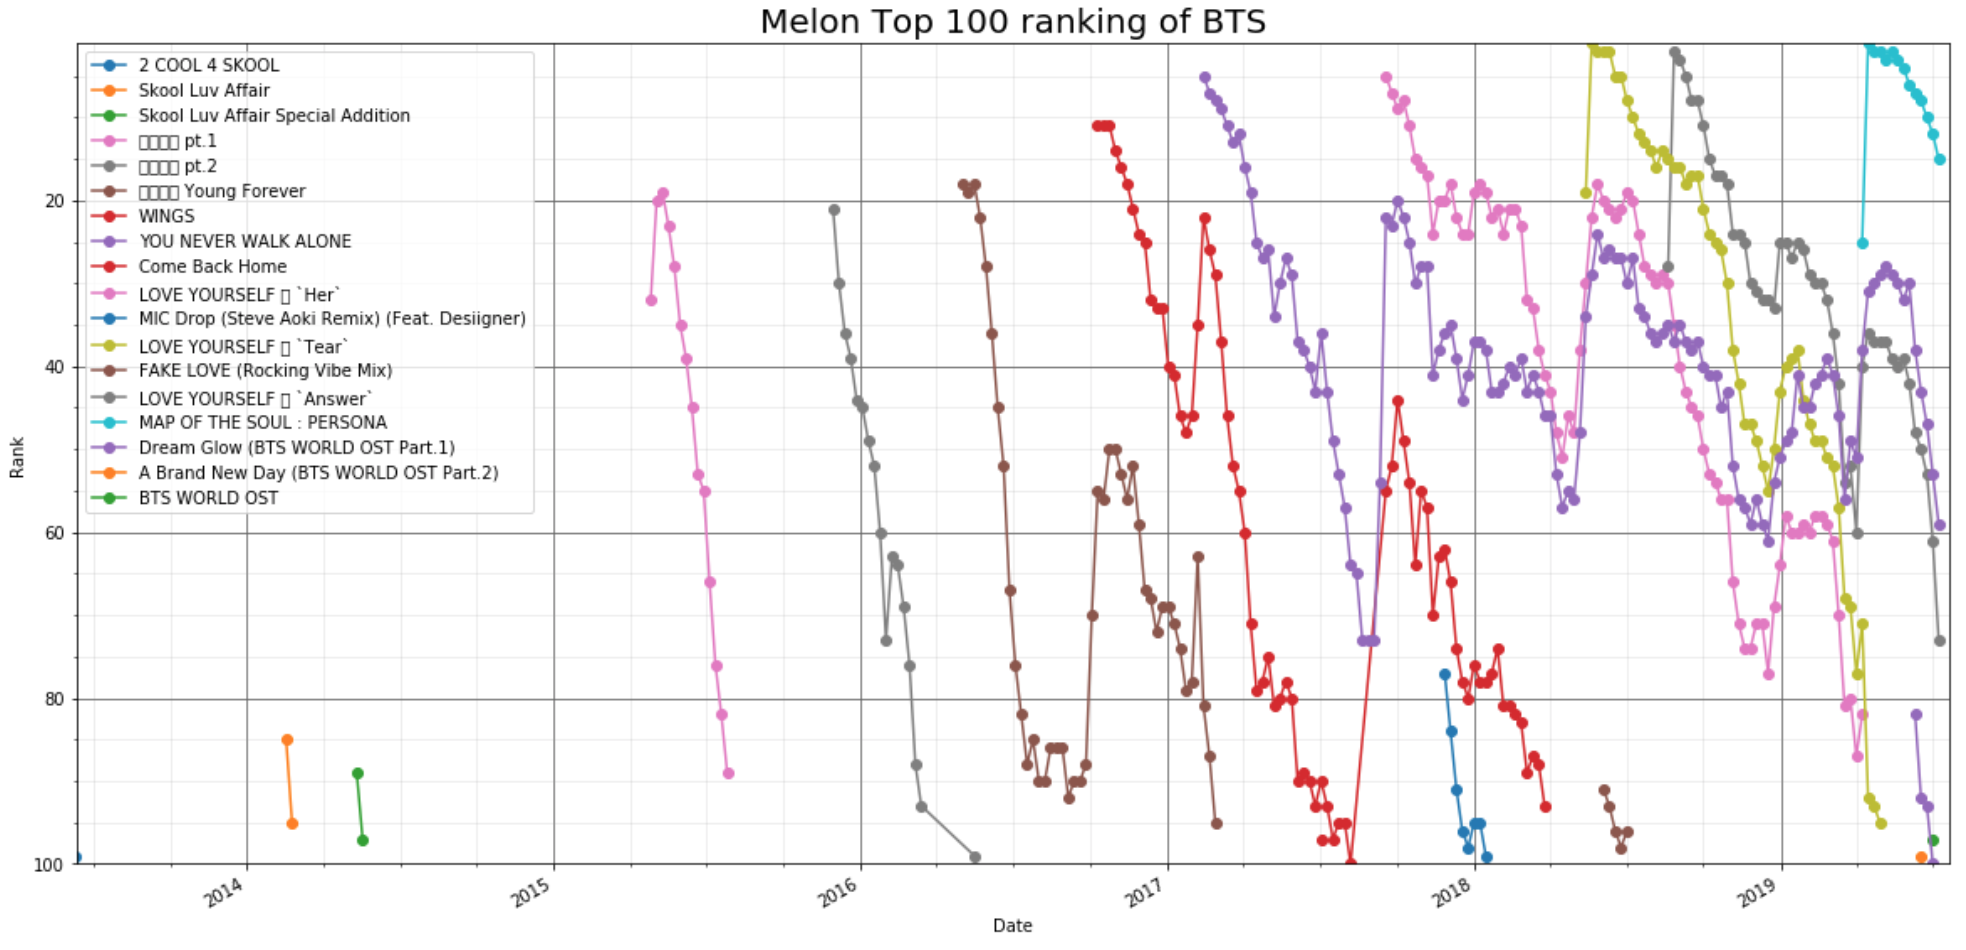 Melon Top 100 ranking of BTS
2 COOL 4 SKOOL
Skool Luv Affair
Skool Luv Affair Special Addition
□□□□ pt.1
□□□□ pt.2
□□□□ Young Forever
WINGS
YOU NEVER WALK ALONE
Come Back Home
LOVE YOURSELF □ `Her`
MIC Drop (Steve Aoki Remix) (Feat. Desiigner)
LOVE YOURSELF □ `Tear`
FAKE LOVE (Rocking Vibe Mix)
LOVE YOURSELF □ `Answer`
MAP OF THE SOUL : PERSONA
Dream Glow (BTS WORLD OST Part.1)
A Brand New Day (BTS WORLD OST Part.2)
BTS WORLD OST
Rank
20
40
60
80
100
2014
2015
2016
2017
2018
2019
Date